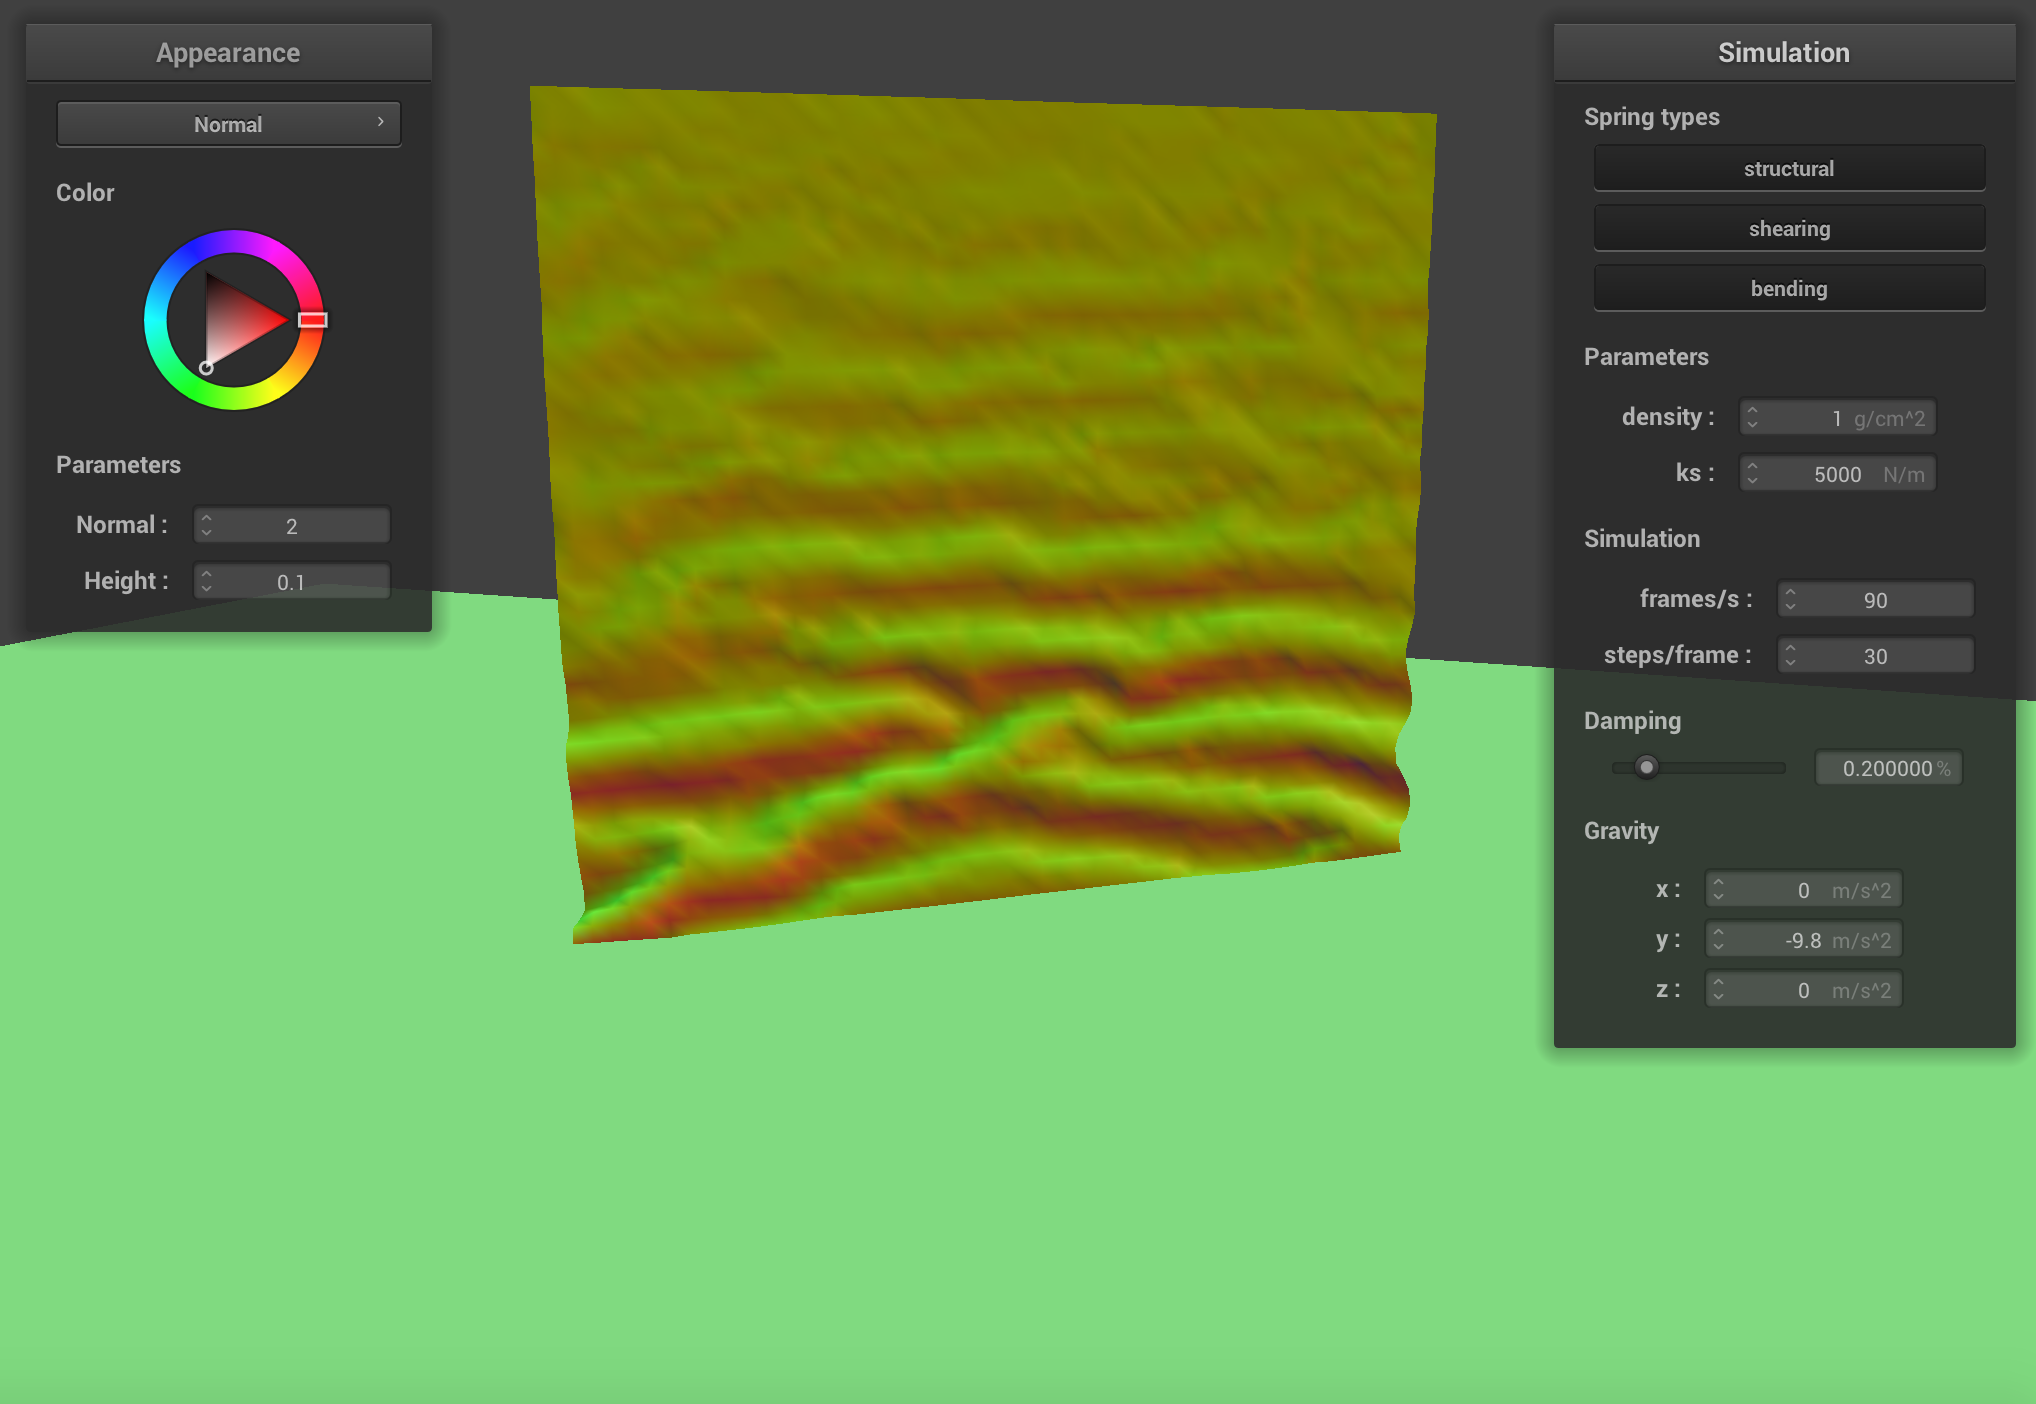 Appearance
Normal
Color
Parameters
Normal : 2
Height : 0.1
Simulation
Spring types
structural
shearing
bending
Parameters
density : 1 g/cm^2
ks : 5000 N/m
Simulation
frames/s : 90
steps/frame : 30
Damping
0.200000 %
Gravity
x : 0 m/s^2
y : -9.8 m/s^2
z : 0 m/s^2